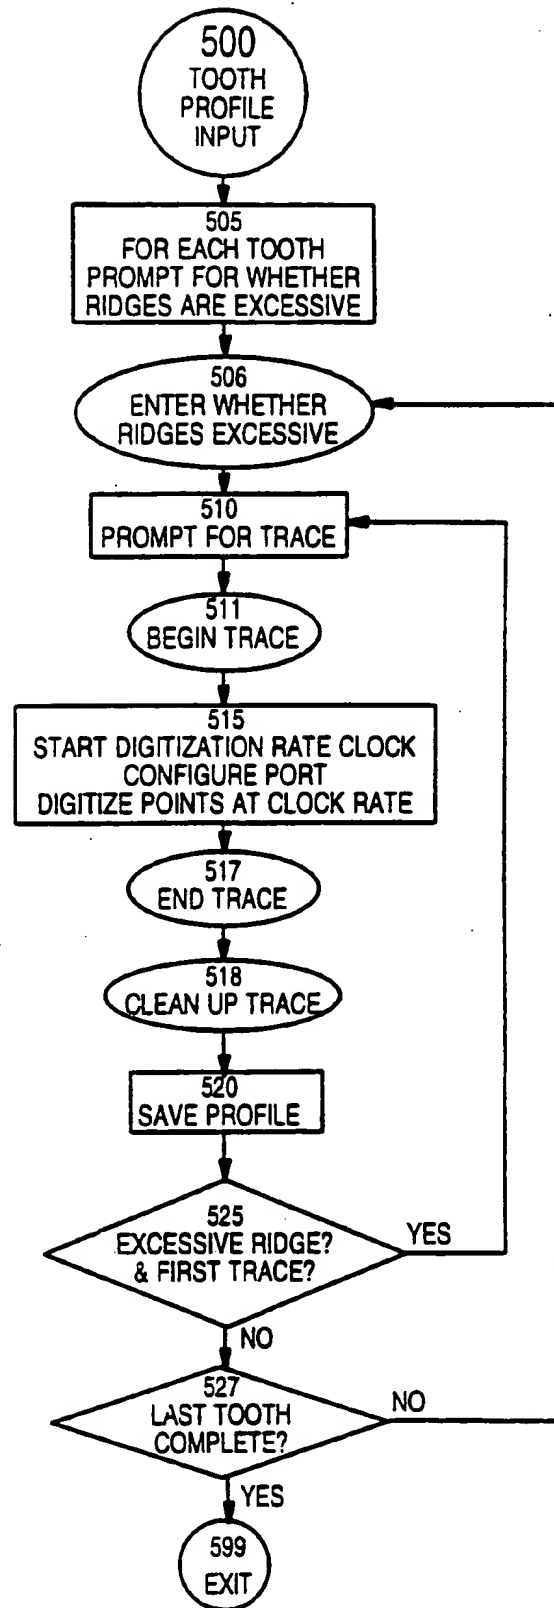 500
TOOTH
PROFILE
INPUT
505
FOR EACH TOOTH
PROMPT FOR WHETHER
RIDGES ARE EXCESSIVE
506
ENTER WHETHER
RIDGES EXCESSIVE
510
PROMPT FOR TRACE
511
BEGIN TRACE
515
START DIGITIZATION RATE CLOCK
CONFIGURE PORT
DIGITIZE POINTS AT CLOCK RATE
517
END TRACE
518
CLEAN UP TRACE
520
SAVE PROFILE
525
EXCESSIVE RIDGE?
& FIRST TRACE?
YES
NO
527
LAST TOOTH
COMPLETE?
NO
YES
599
EXIT